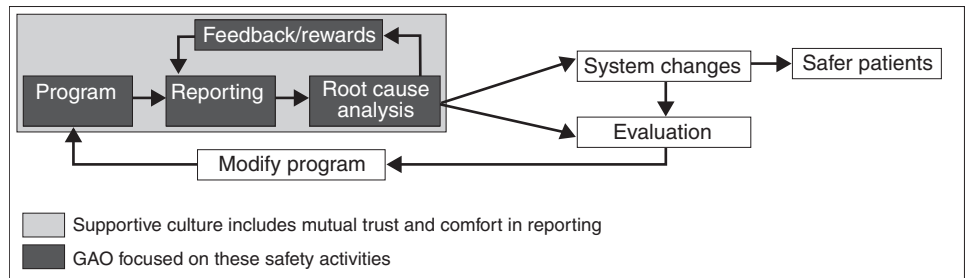 Feedback/rewards
Program
Reporting
Root cause
analysis
System changes
Safer patients
Evaluation
Modify program
Supportive culture includes mutual trust and comfort in reporting
GAO focused on these safety activities